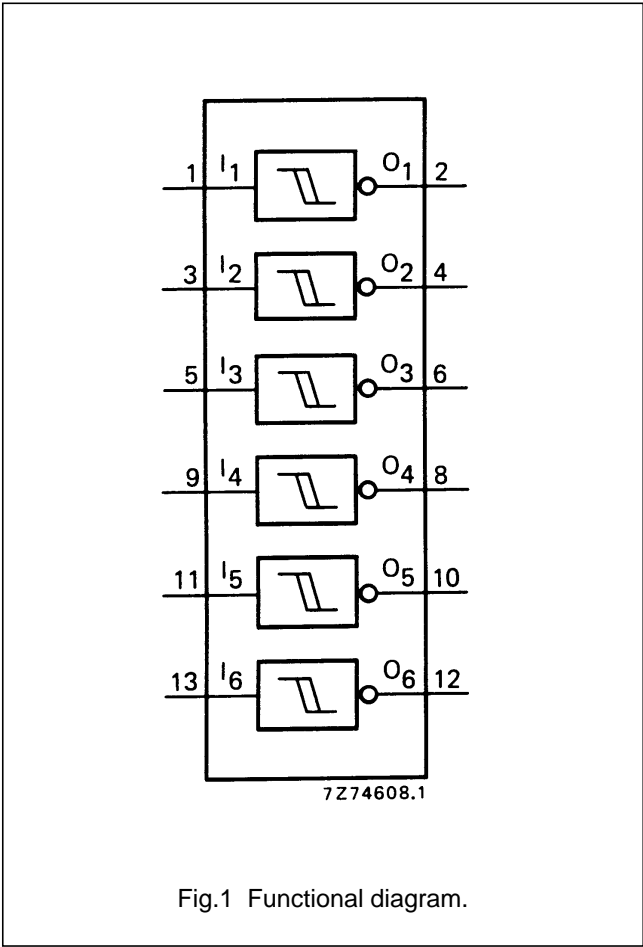 1 I1 O1 2
3 I2 O2 4
5 I3 O3 6
9 I4 O4 8
11 I5 O5 10
13 I6 O6 12
7Z74608.1
Fig.1 Functional diagram.